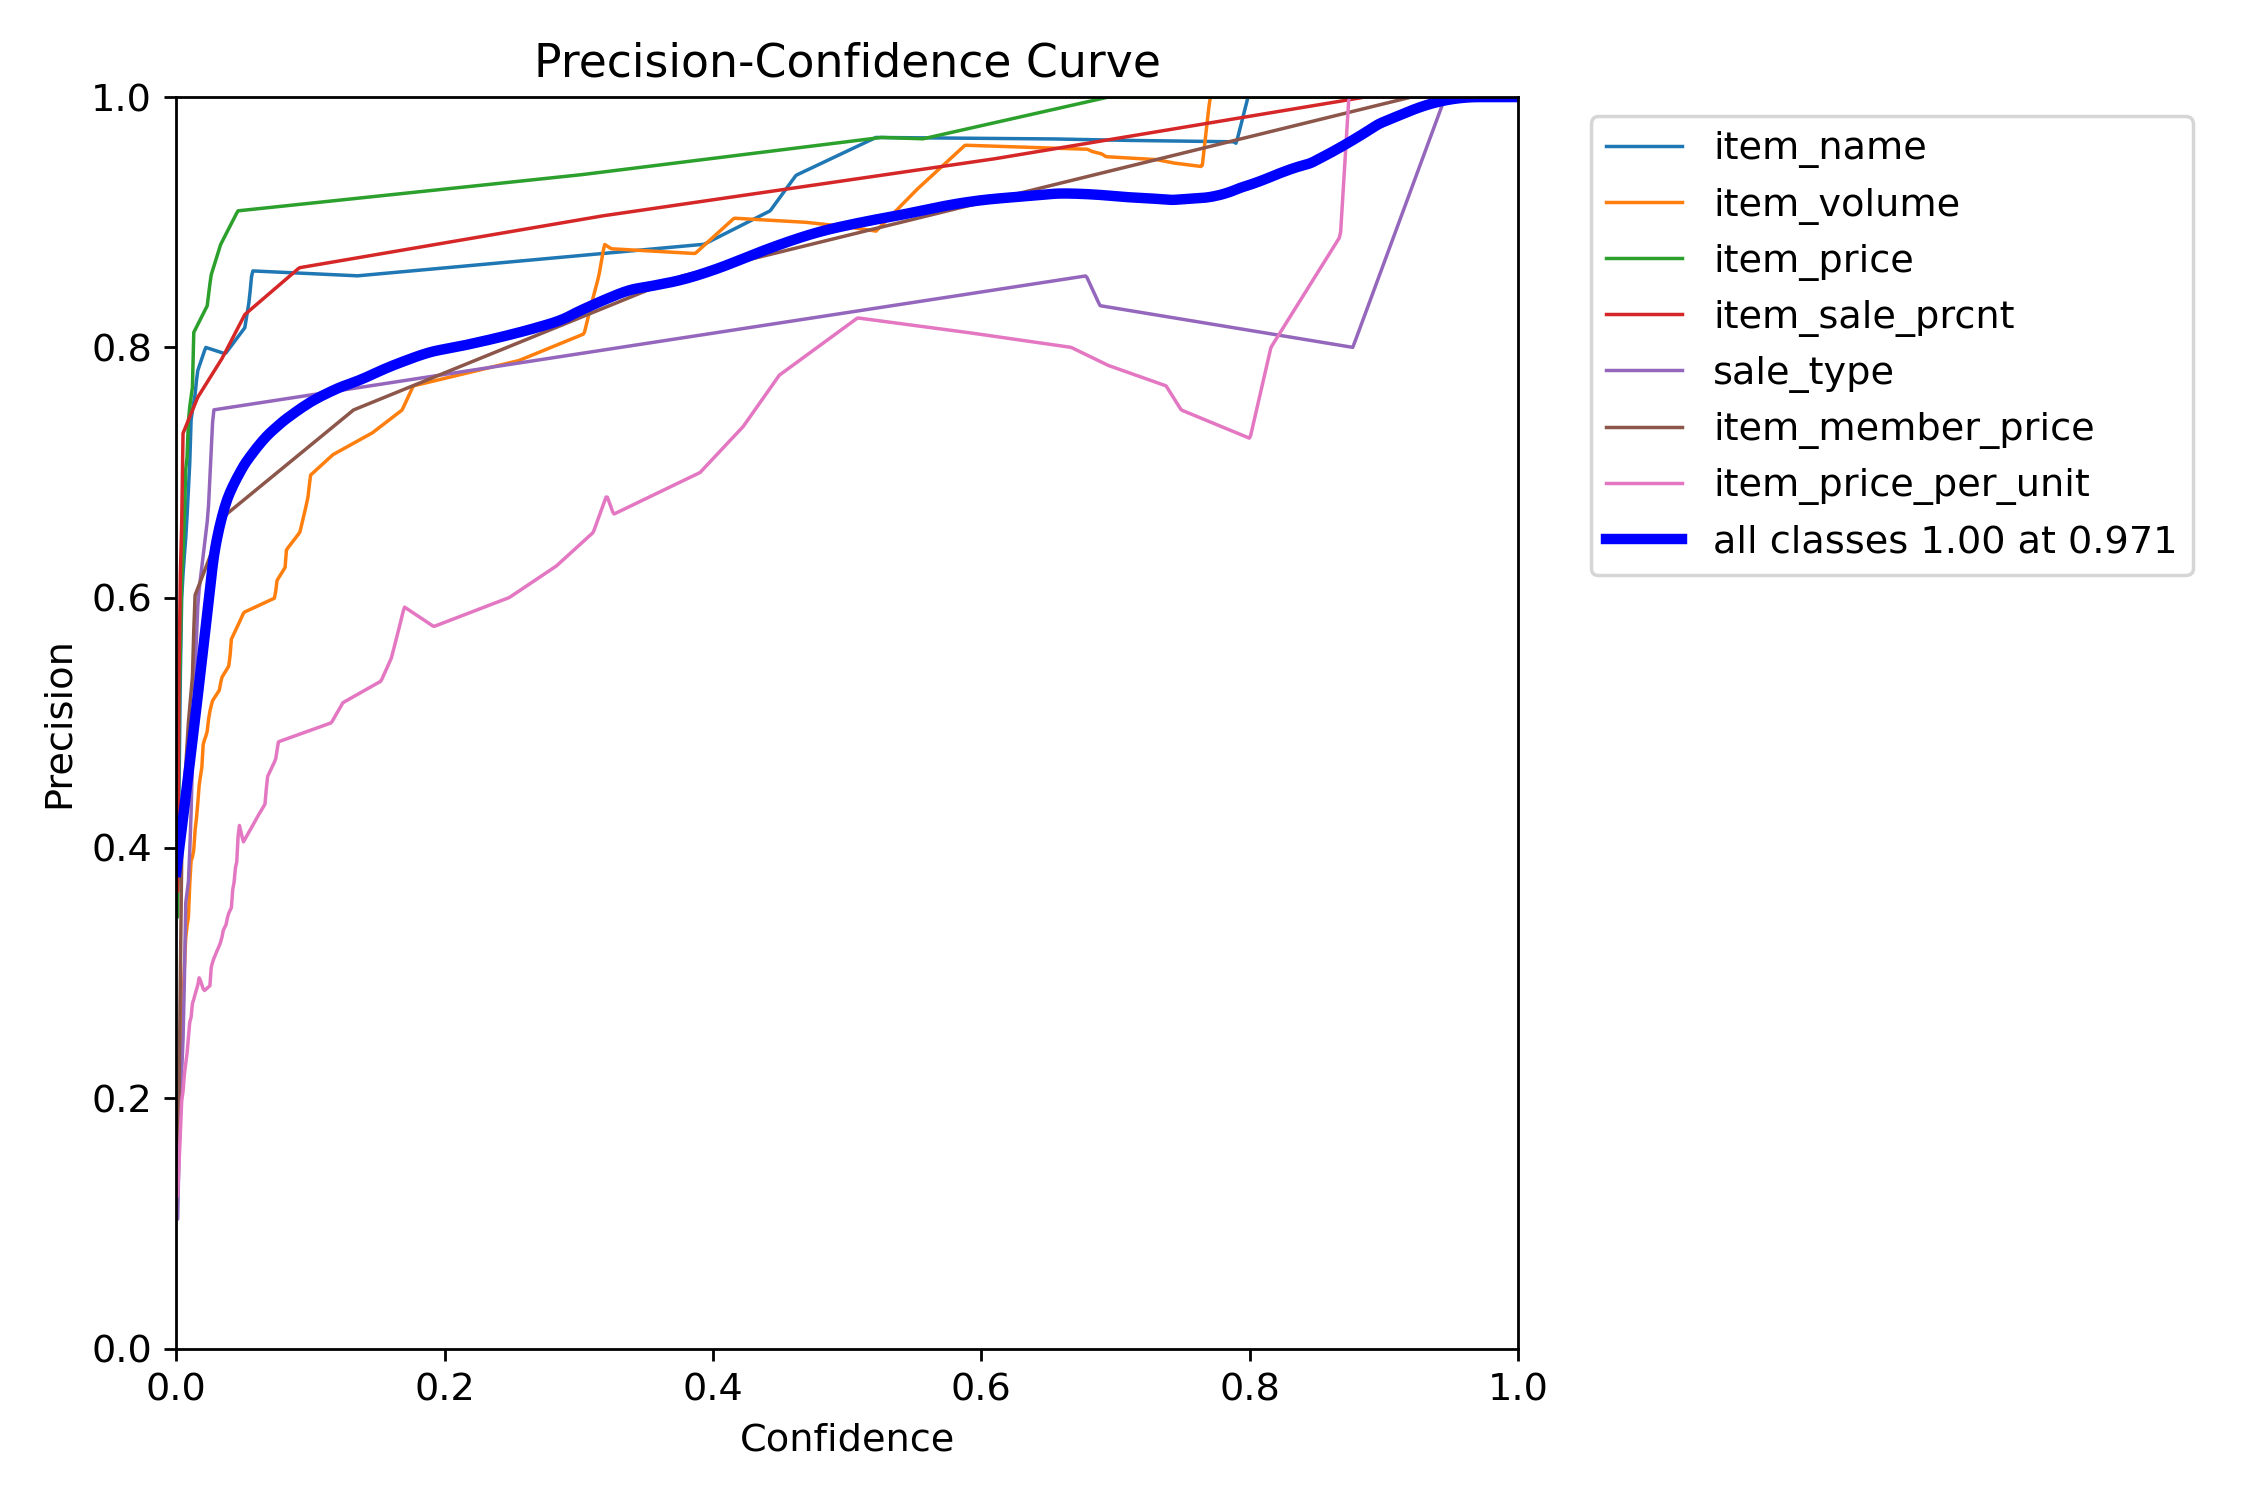 Precision-Confidence Curve
1.0
0.8
0.6
0.4
0.2
0.0
Precision
0.0 0.2 0.4 0.6 0.8 1.0
Confidence
item_name
item_volume
item_price
item_sale_prcnt
sale_type
item_member_price
item_price_per_unit
all classes 1.00 at 0.971